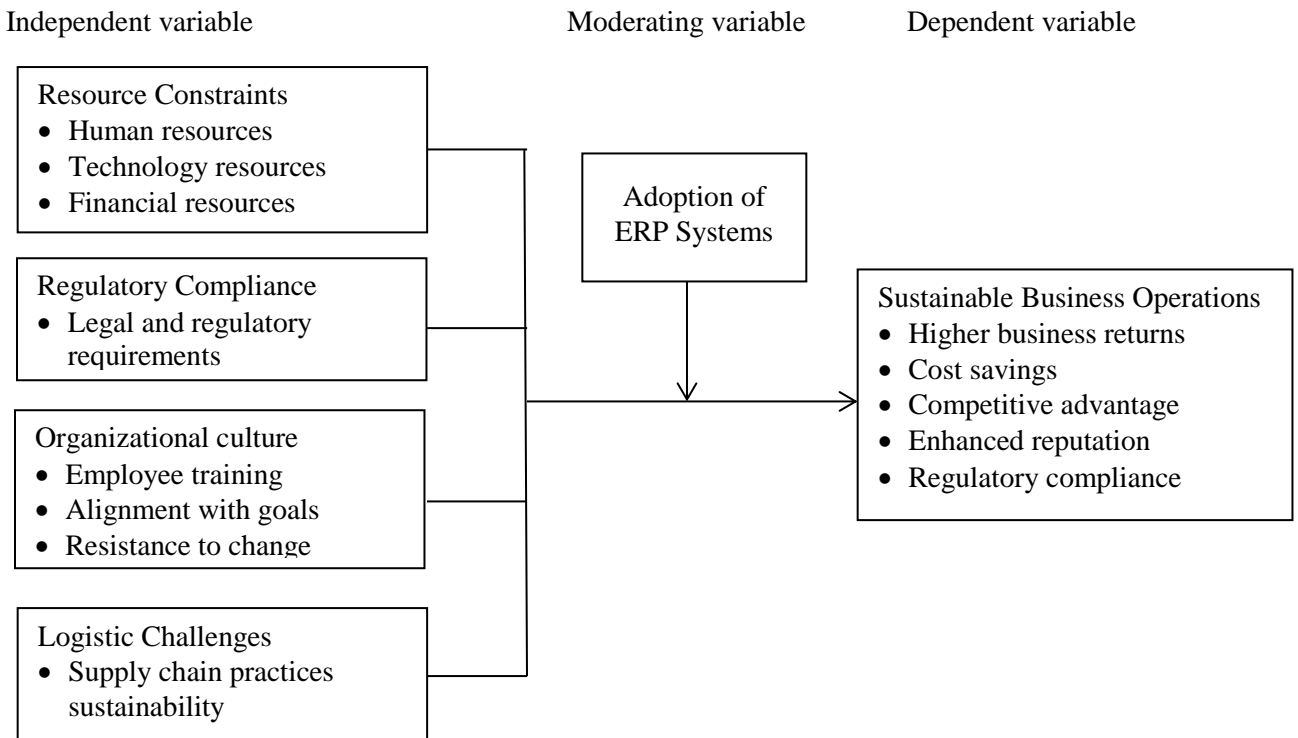 Independent variable
Moderating variable
Dependent variable
Resource Constraints
• Human resources
• Technology resources
• Financial resources
Regulatory Compliance
• Legal and regulatory
requirements
Organizational culture
• Employee training
• Alignment with goals
• Resistance to change
Logistic Challenges
• Supply chain practices
sustainability
Adoption of
ERP Systems
Sustainable Business Operations
• Higher business returns
• Cost savings
• Competitive advantage
• Enhanced reputation
• Regulatory compliance